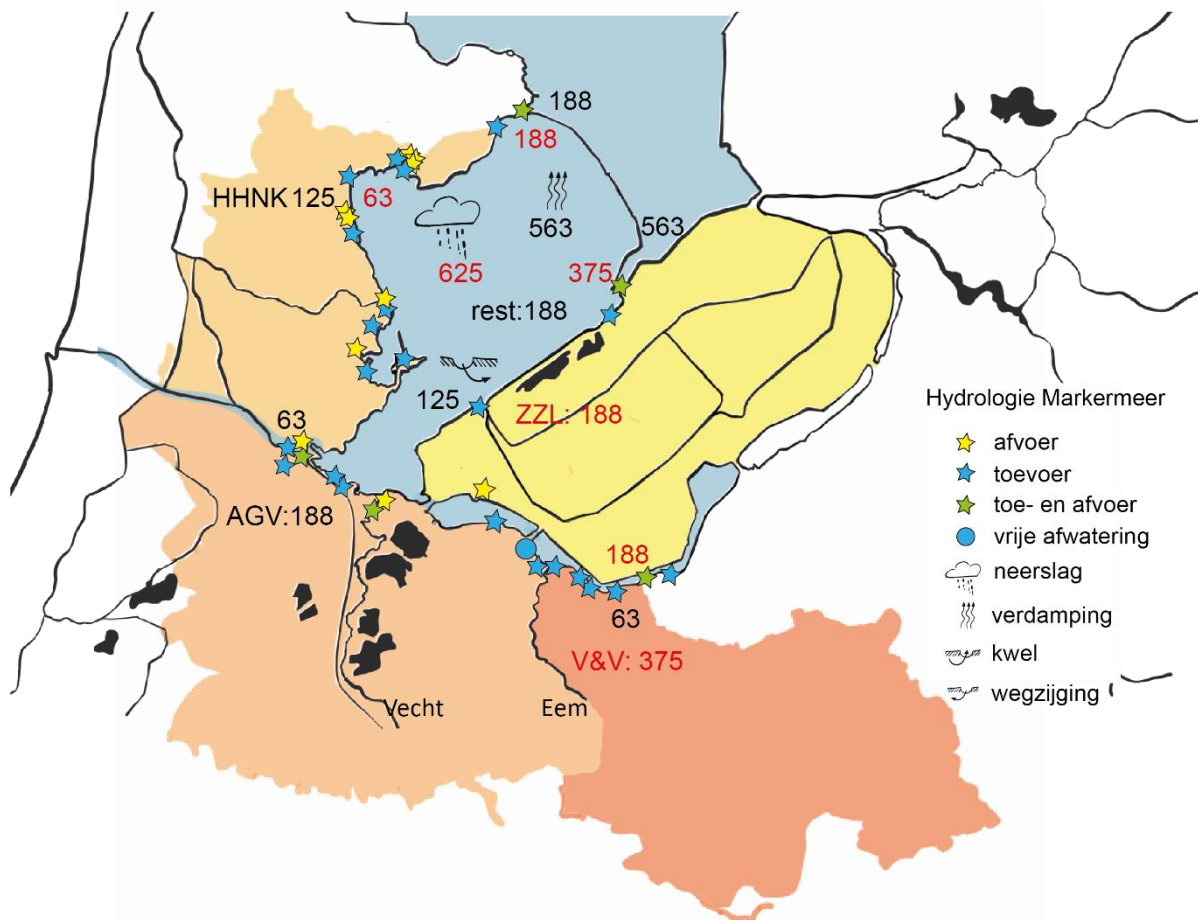 188
188
HHNK 125
63
563
563
625
375
rest:188
125
ZZL: 188
63
AGV:188
188
63
V&V: 375
Vecht
Eem
Hydrologie Markermeer
afvoer
toevoer
toe- en afvoer
vrije afwatering
neerslag
verdamping
kwel
wegzijging